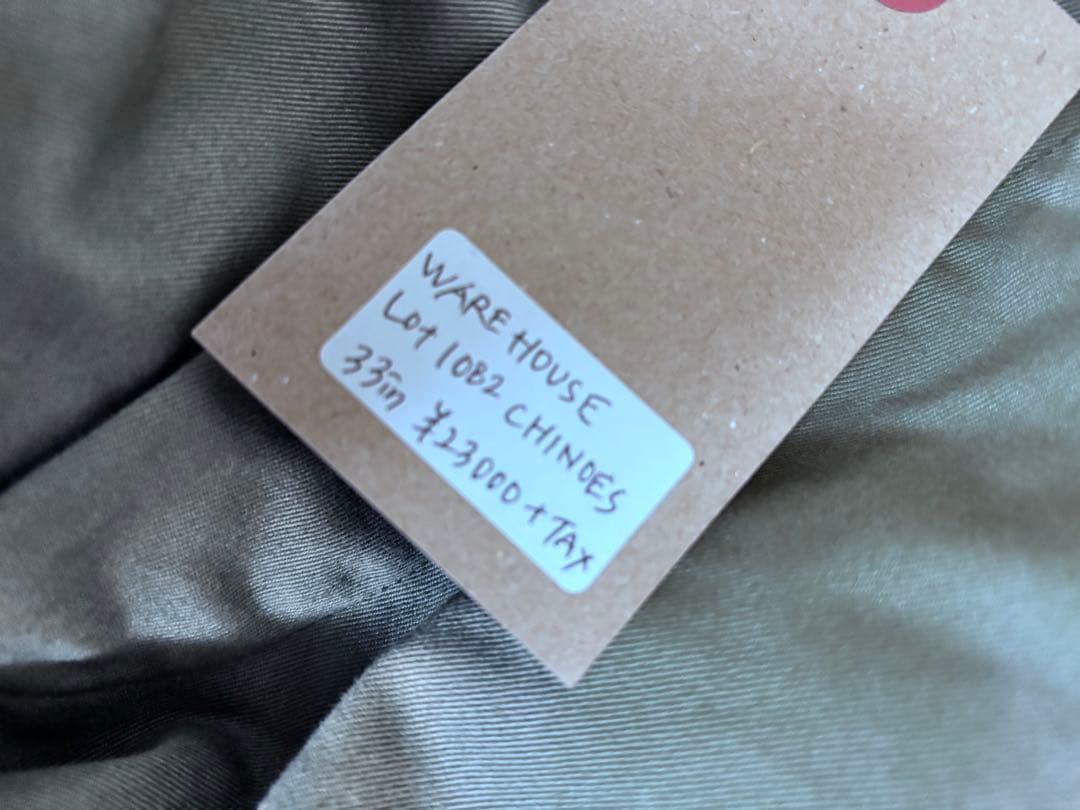 WAREHOUSE
Lot 1082 CHINOES
33in ¥23000+TAX